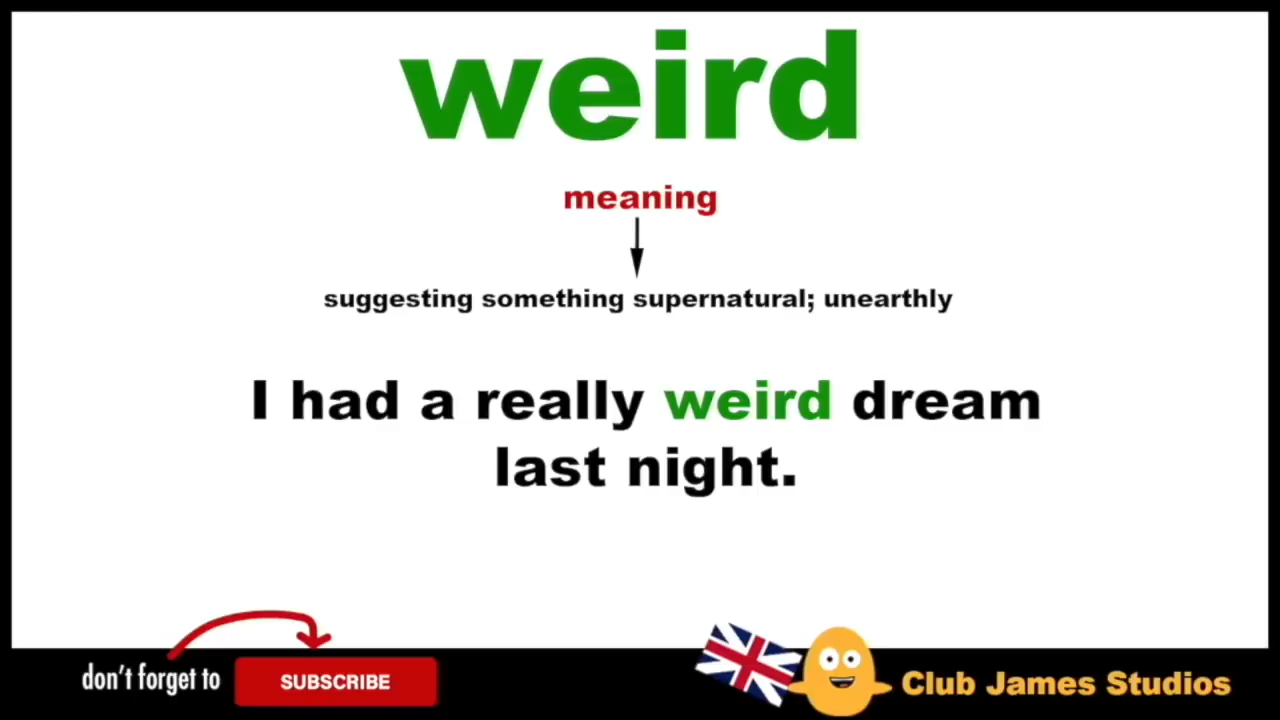 weird
meaning
suggesting something supernatural; unearthly
I had a really weird dream
last night.
don't forget to
SUBSCRIBE
Club James Studios